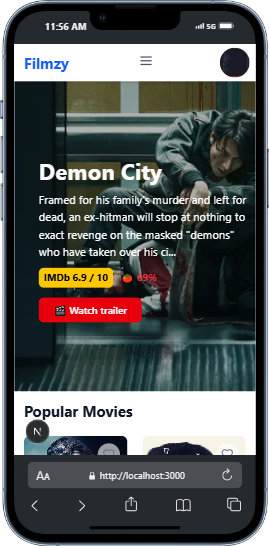 11:56 AM
5G
Filmzy
Demon City
Framed for his family's murder and left for
dead, an ex-hitman will stop at nothing to
exact revenge on the masked "demons"
who have taken over his ci...
IMDb 6.9 / 10
89%
Watch trailer
Popular Movies
N
AA
http://localhost:3000